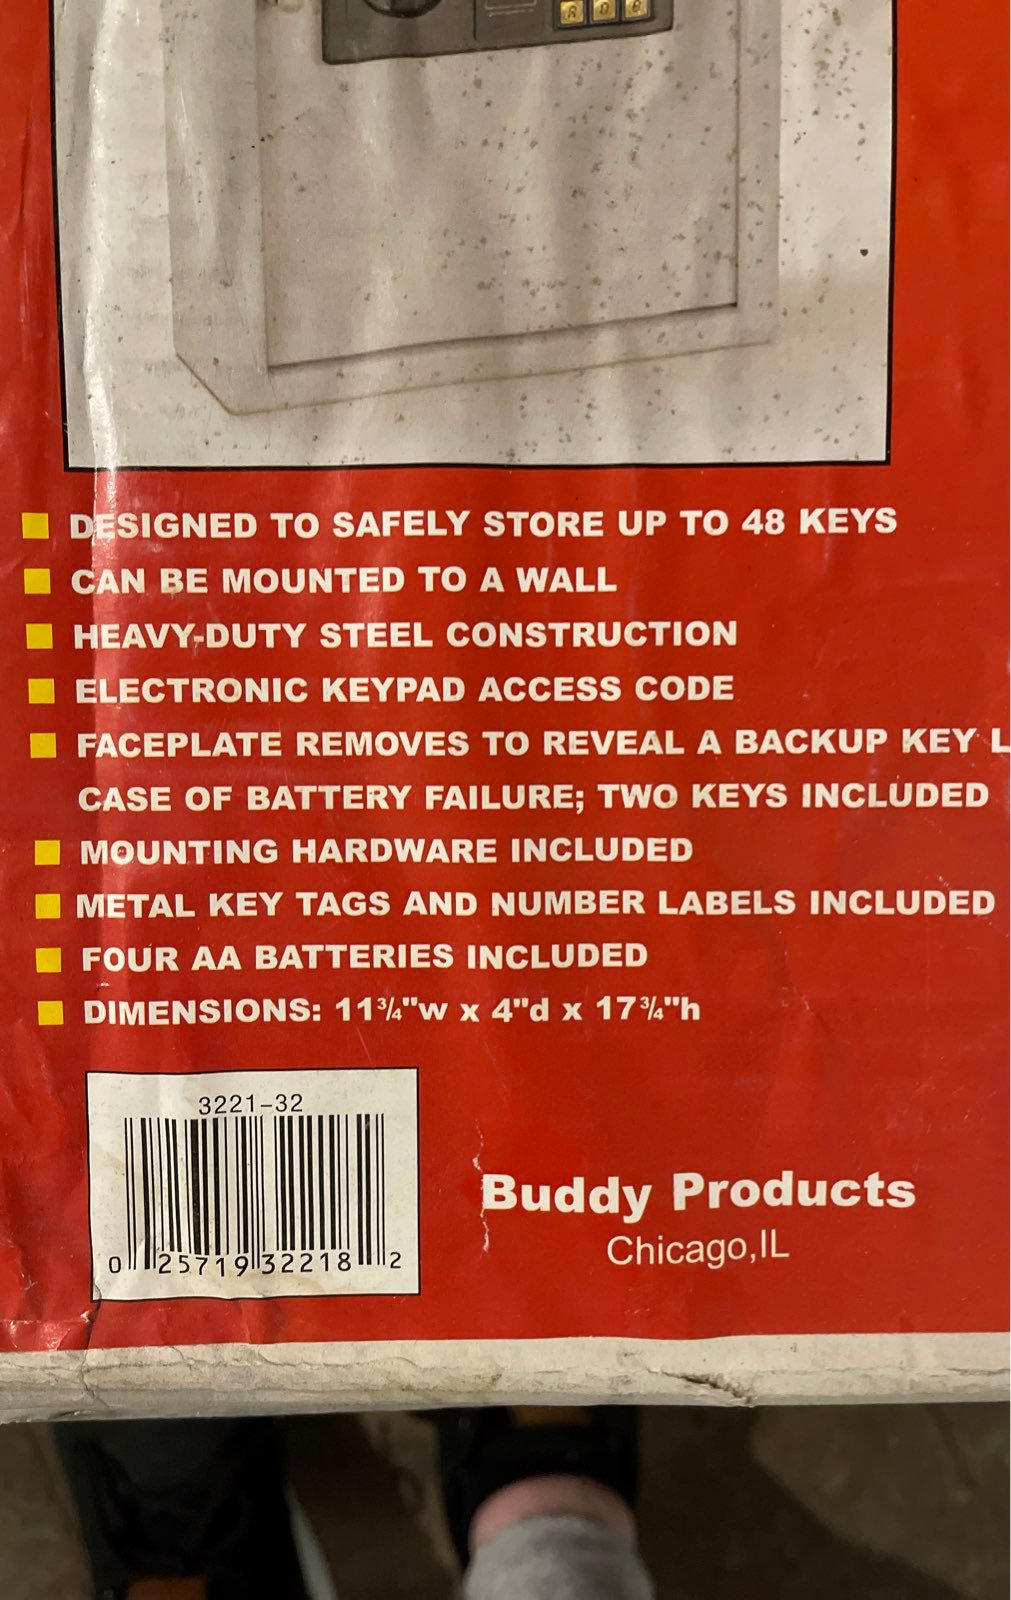 DESIGNED TO SAFELY STORE UP TO 48 KEYS
CAN BE MOUNTED TO A WALL
HEAVY-DUTY STEEL CONSTRUCTION
ELECTRONIC KEYPAD ACCESS CODE
FACEPLATE REMOVES TO REVEAL A BACKUP KEY L
CASE OF BATTERY FAILURE; TWO KEYS INCLUDED
MOUNTING HARDWARE INCLUDED
METAL KEY TAGS AND NUMBER LABELS INCLUDED
FOUR AA BATTERIES INCLUDED
DIMENSIONS: 11¾"w x 4"d x 17¾"h
3221-32
0 25719 32218 2
Buddy Products
Chicago,IL